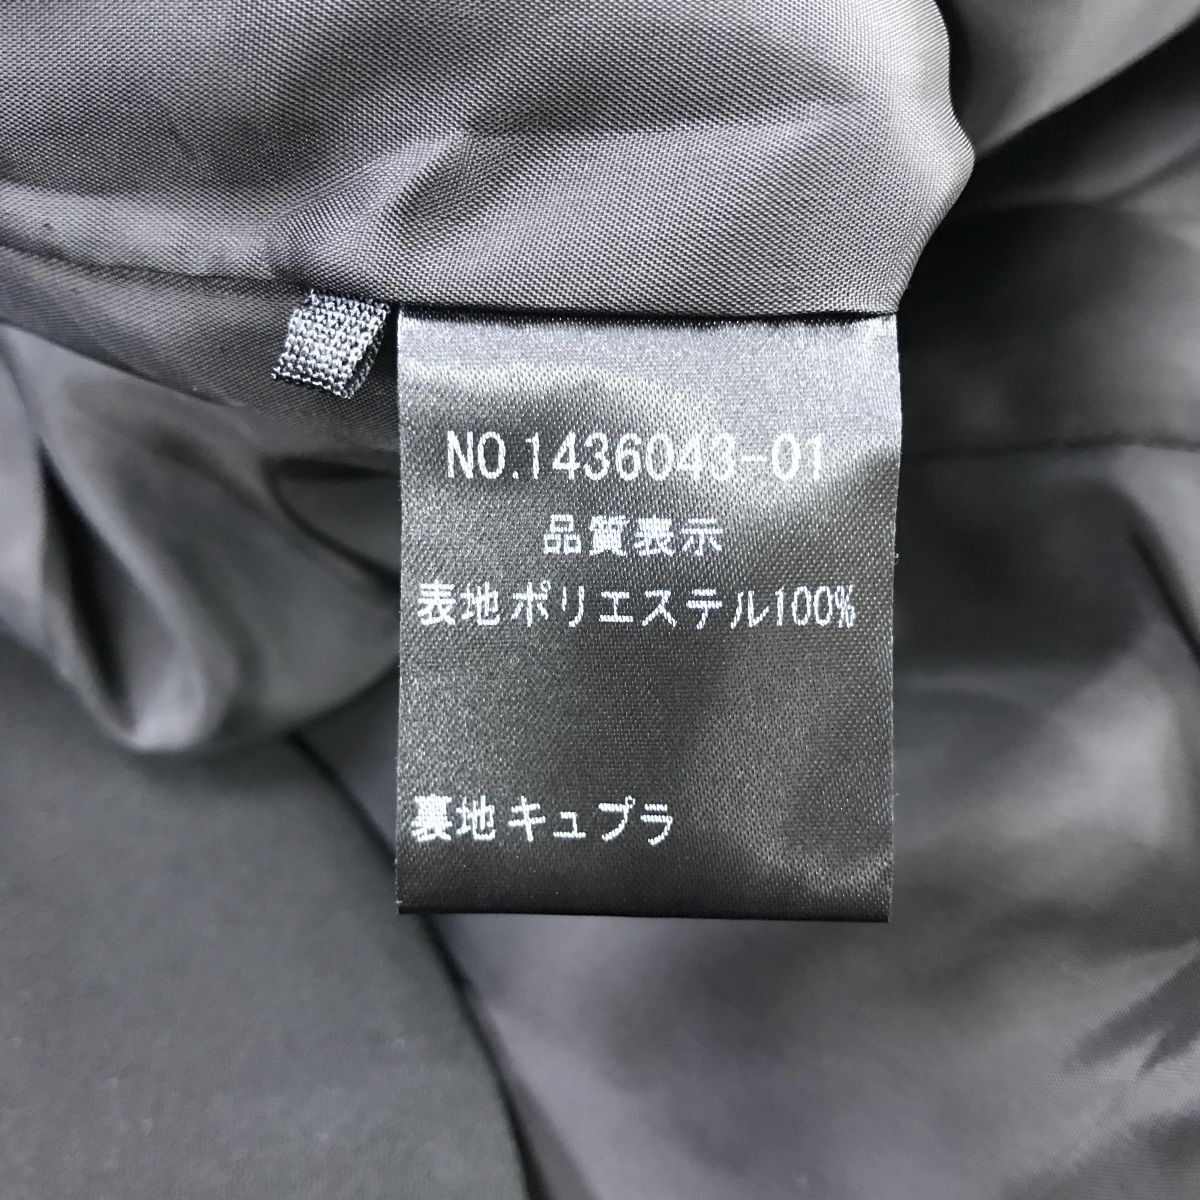 NO.1436043-01
品質表示
表地ポリエステル100%
裏地キュプラ